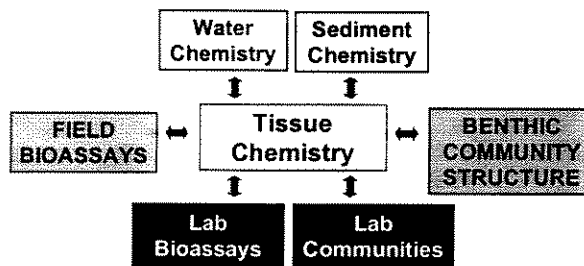 Water
Chemistry
Sediment
Chemistry
FIELD
BIOASSAYS
Tissue
Chemistry
BENTHIC
COMMUNITY
STRUCTURE
Lab
Bioassays
Lab
Communities